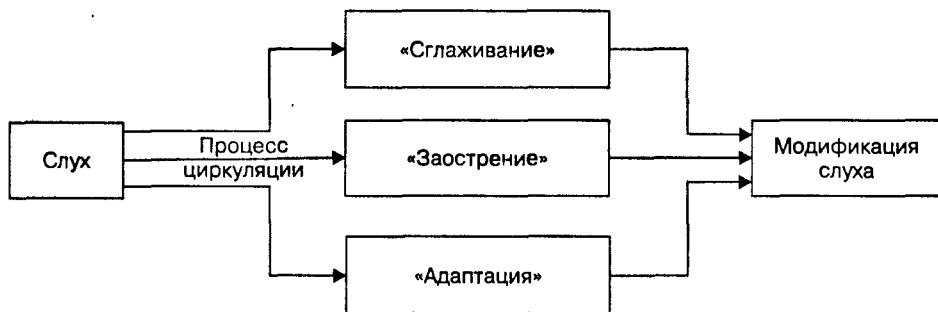 «Сглаживание»
Слух
Процесс
циркуляции
«Заострение»
Модификация
слуха
«Адаптация»